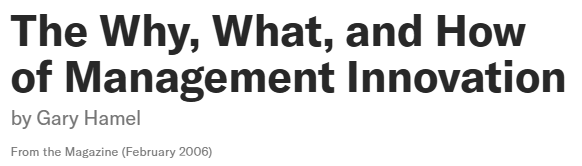 The Why, What, and How
of Management Innovation
by Gary Hamel
From the Magazine (February 2006)